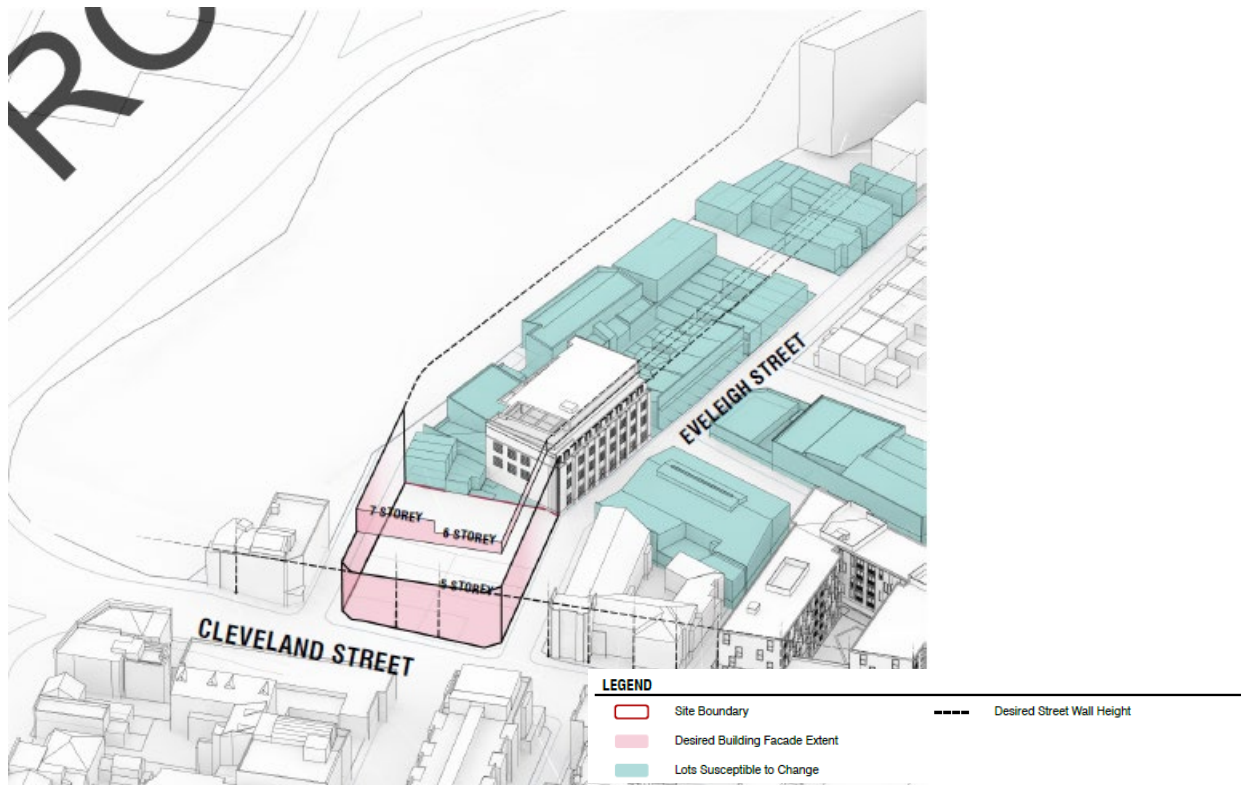 RO
EVELEIGH STREET
7 STOREY
6 STOREY
5 STOREY
CLEVELAND STREET
LEGEND
Site Boundary
Desired Street Wall Height
Desired Building Facade Extent
Lots Susceptible to Change